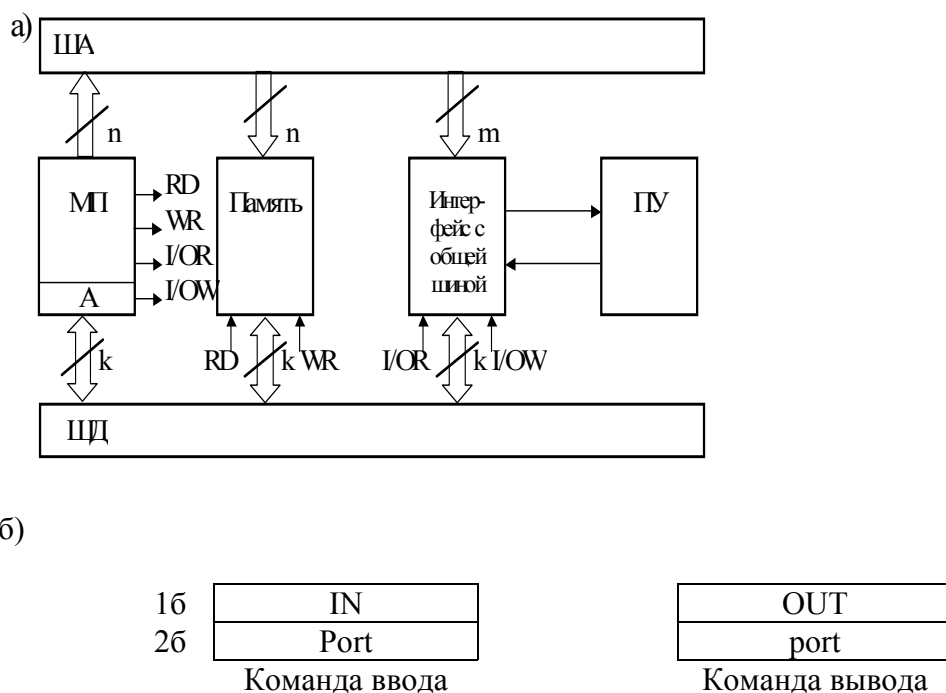 а)
ША
n
n
m
МП
RD
WR
I/OR
I/OW
А
Память
Интер-
фейс с
общей
шиной
ПУ
k
RD
k
WR
I/OR
k
I/OW
ШД
б)
1б
IN
OUT
2б
Port
port
Команда ввода
Команда вывода